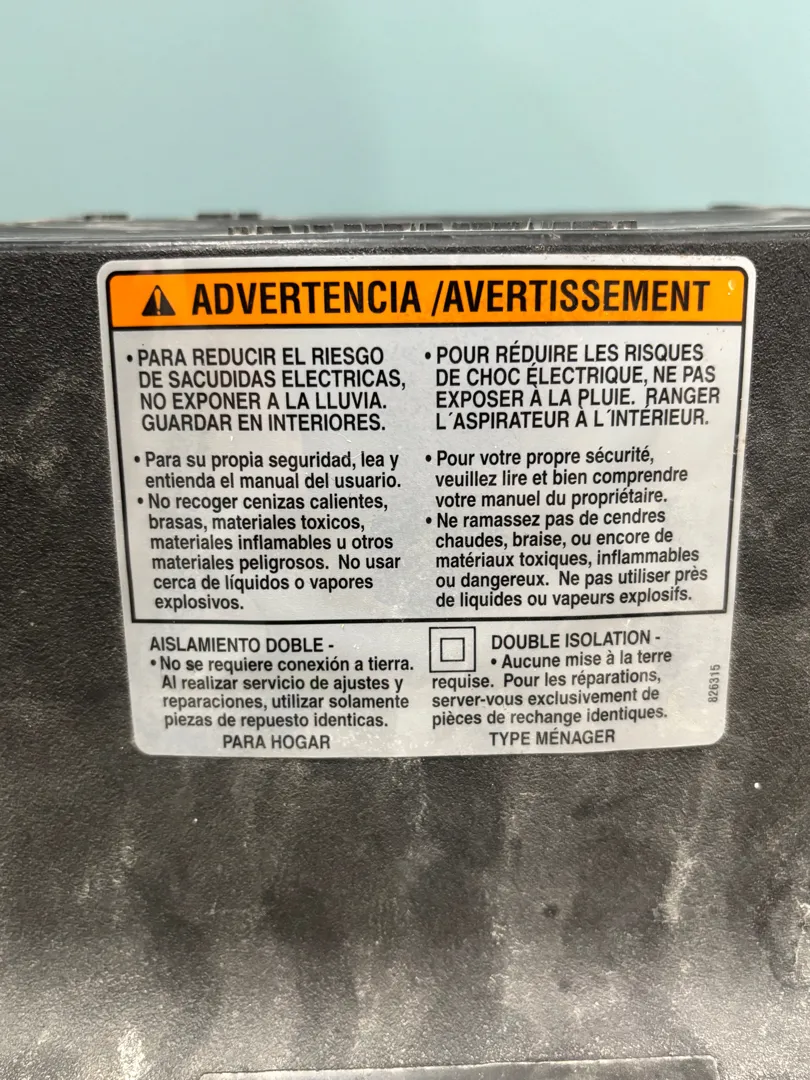 ADVERTENCIA /AVERTISSEMENT
• PARA REDUCIR EL RIESGO
DE SACUDIDAS ELECTRICAS,
NO EXPONER A LA LLUVIA.
GUARDAR EN INTERIORES.
• Para su propia seguridad, lea y
entienda el manual del usuario.
• No recoger cenizas calientes,
brasas, materiales toxicos,
materiales inflamables u otros
materiales peligrosos. No usar
cerca de líquidos o vapores
explosivos.
• POUR RÉDUIRE LES RISQUES
DE CHOC ÉLECTRIQUE, NE PAS
EXPOSER À LA PLUIE. RANGER
L´ASPIRATEUR À L´INTÉRIEUR.
• Pour votre propre sécurité,
veuillez lire et bien comprendre
votre manuel du propriétaire.
• Ne ramassez pas de cendres
chaudes, braise, ou encore de
matériaux toxiques, inflammables
ou dangereux. Ne pas utiliser près
de liquides ou vapeurs explosifs.
AISLAMIENTO DOBLE -
• No se requiere conexión a tierra.
Al realizar servicio de ajustes y
reparaciones, utilizar solamente
piezas de repuesto identicas.
PARA HOGAR
DOUBLE ISOLATION -
• Aucune mise à la terre
requise. Pour les réparations,
server-vous exclusivement de
pièces de rechange identiques.
TYPE MÉNAGER
826315